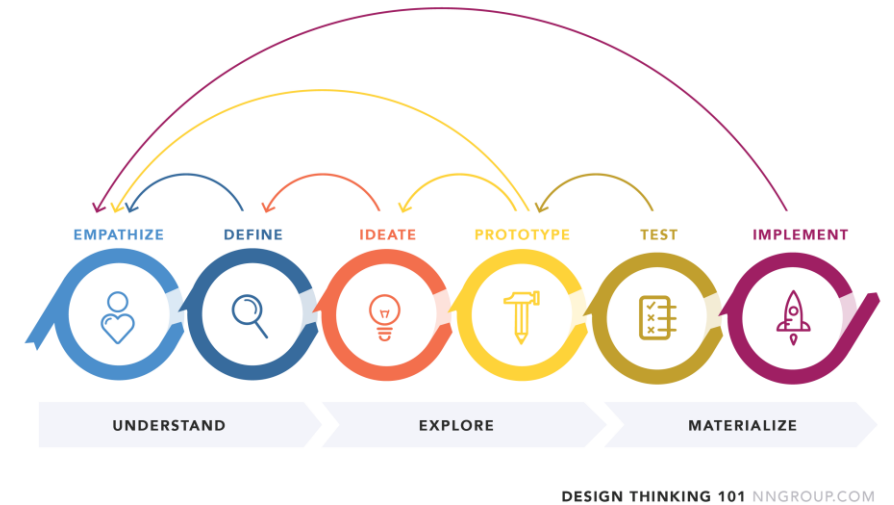 EMPATHIZE DEFINE IDEATE PROTOTYPE TEST IMPLEMENT
UNDERSTAND EXPLORE MATERIALIZE
DESIGN THINKING 101 NNGROUP.COM